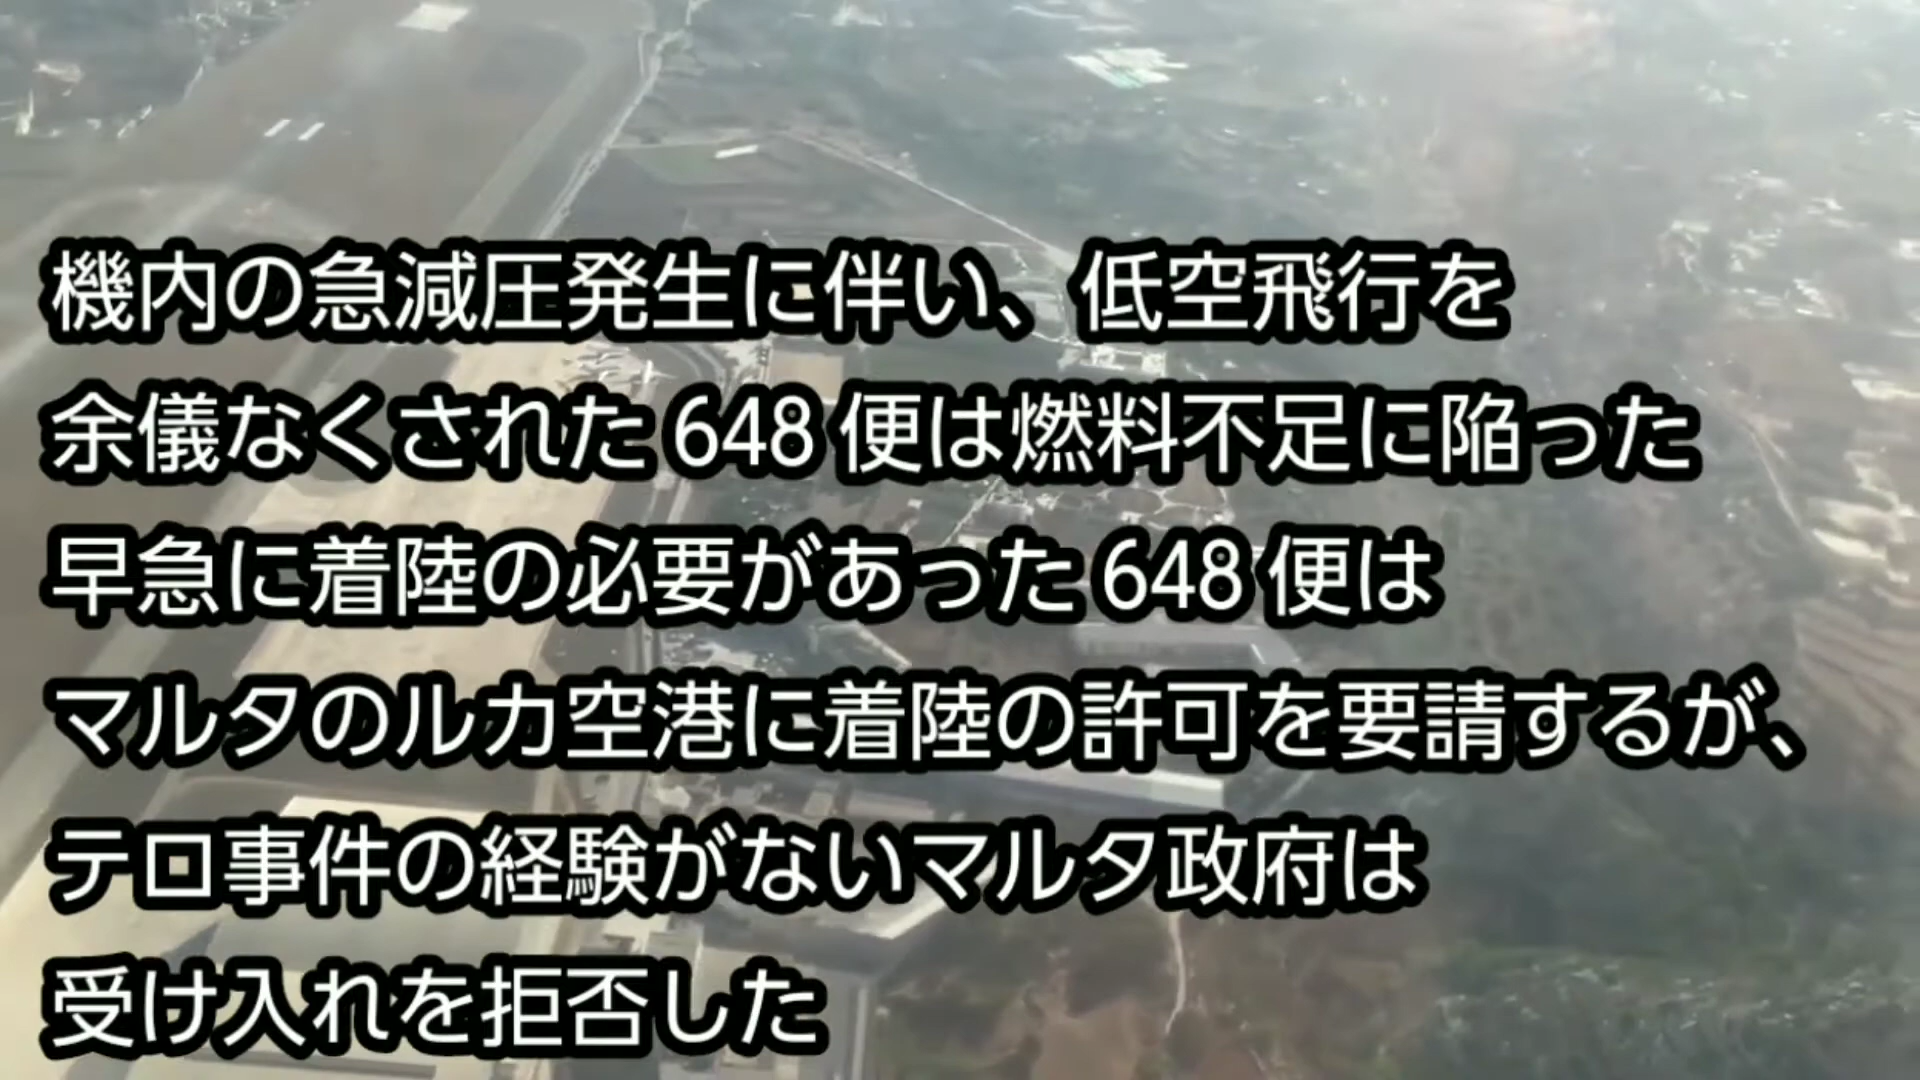 機内の急減圧発生に伴い、低空飛行を
余儀なくされた 648 便は燃料不足に陥った
早急に着陸の必要があった 648 便は
マルタのルカ空港に着陸の許可を要請するが、
テロ事件の経験がないマルタ政府は
受け入れを拒否した